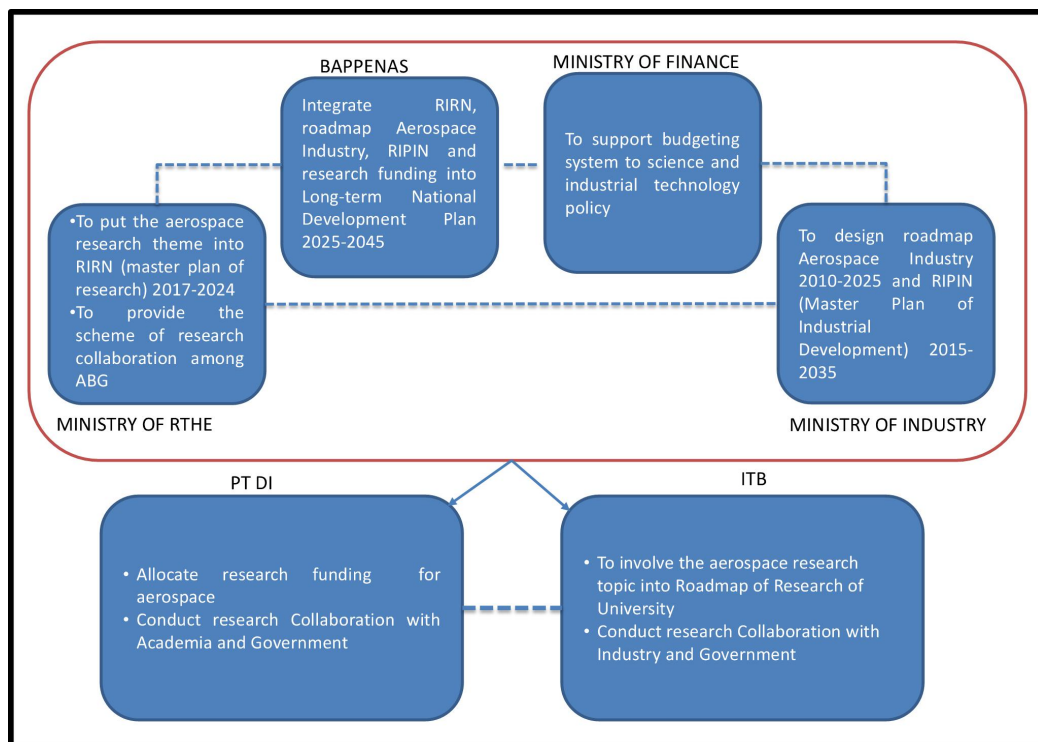 BAPPENAS
Integrate RIRN,
roadmap Aerospace
Industry, RIPIN and
research funding into
Long-term National
Development Plan
2025-2045
MINISTRY OF FINANCE
To support budgeting
system to science and
industrial technology
policy
•To put the aerospace
research theme into
RIRN (master plan of
research) 2017-2024
•To provide the
scheme of research
collaboration among
ABG
MINISTRY OF RTHE
To design roadmap
Aerospace Industry
2010-2025 and RIPIN
(Master Plan of
Industrial
Development) 2015-
2035
MINISTRY OF INDUSTRY
PT DI
• Allocate research funding for
aerospace
• Conduct research Collaboration with
Academia and Government
ITB
• To involve the aerospace research
topic into Roadmap of Research of
University
• Conduct research Collaboration with
Industry and Government